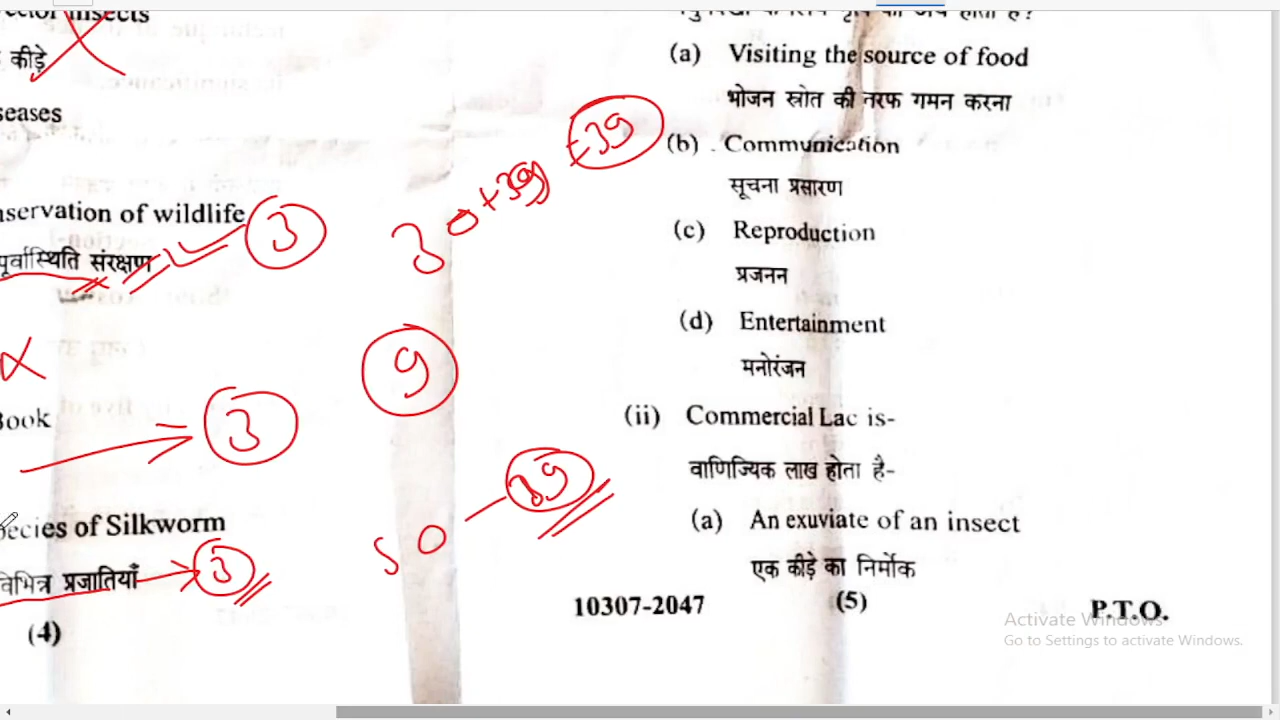 ector insects
कीड़े
seases
nservation of wildlife
पूर्वास्थिति संरक्षण
3
Book
3
ecies of Silkworm
विभिन्न प्रजातियाँ
3
(4)
30+39
=39
9
50-39
(a) Visiting the source of food
भोजन स्रोत की तरफ गमन करना
(b) Communication
सूचना प्रसारण
(c) Reproduction
प्रजनन
(d) Entertainment
मनोरंजन
(ii) Commercial Lac is-
वाणिज्यिक लाख होता है-
(a) An exuviate of an insect
एक कीड़े का निर्मोक
10307-2047
(5)
P.T.O.
Activate Windows
Go to Settings to activate Windows.